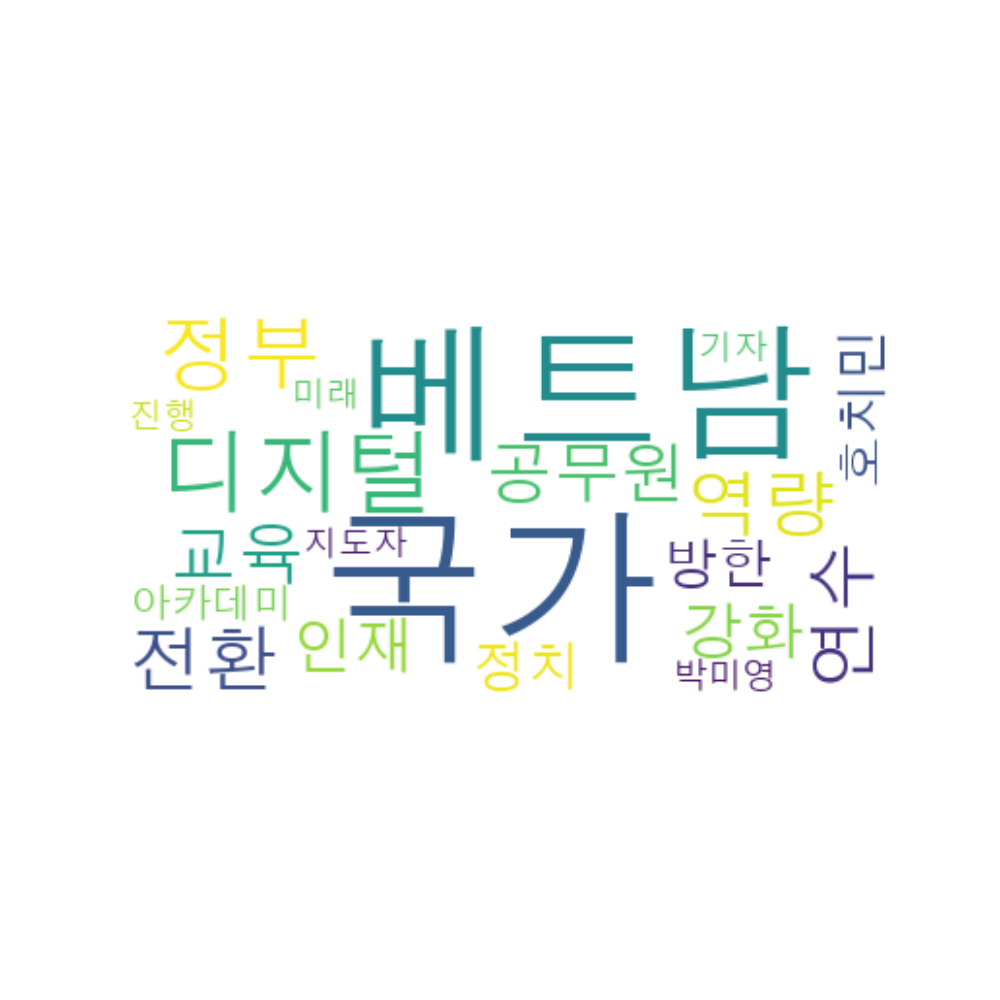 정부
베트남
기자
호치민
미래
진행
디지털
공무원
역량
교육
지도자
국가
방한
연수
아카데미
전환
인재
정치
강화
박미영